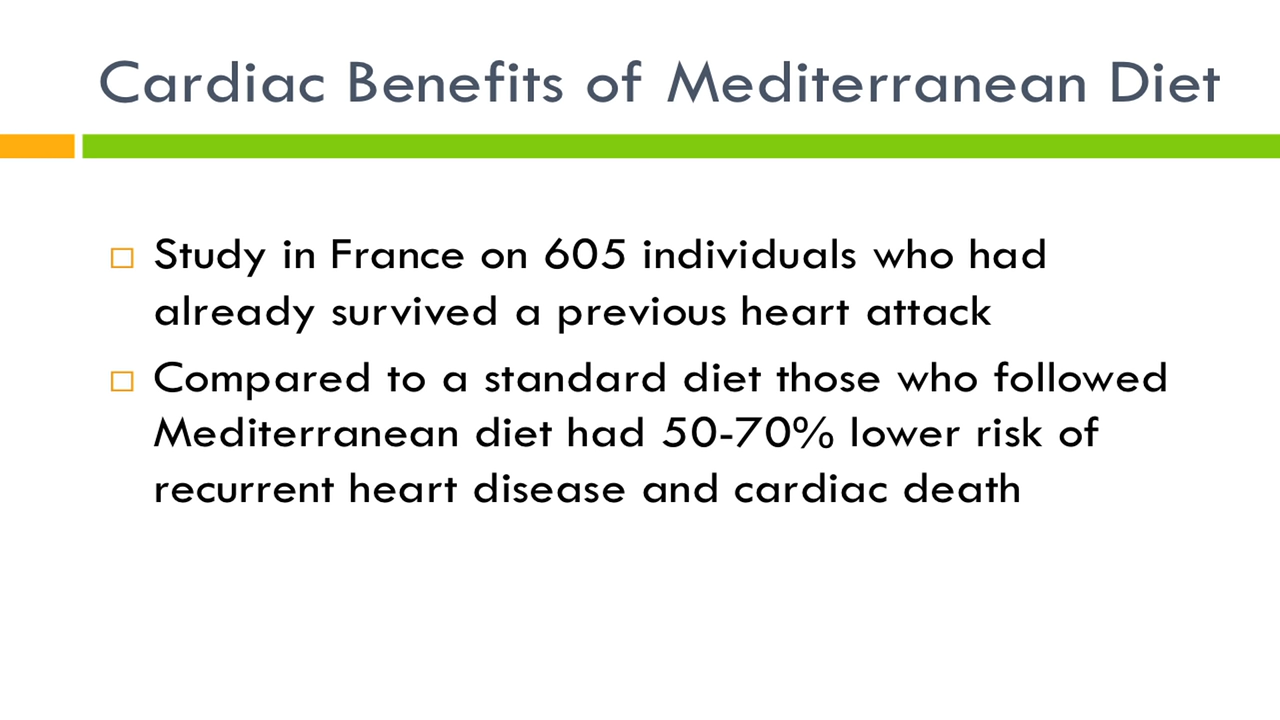 Cardiac Benefits of Mediterranean Diet
Study in France on 605 individuals who had
already survived a previous heart attack
Compared to a standard diet those who followed
Mediterranean diet had 50-70% lower risk of
recurrent heart disease and cardiac death